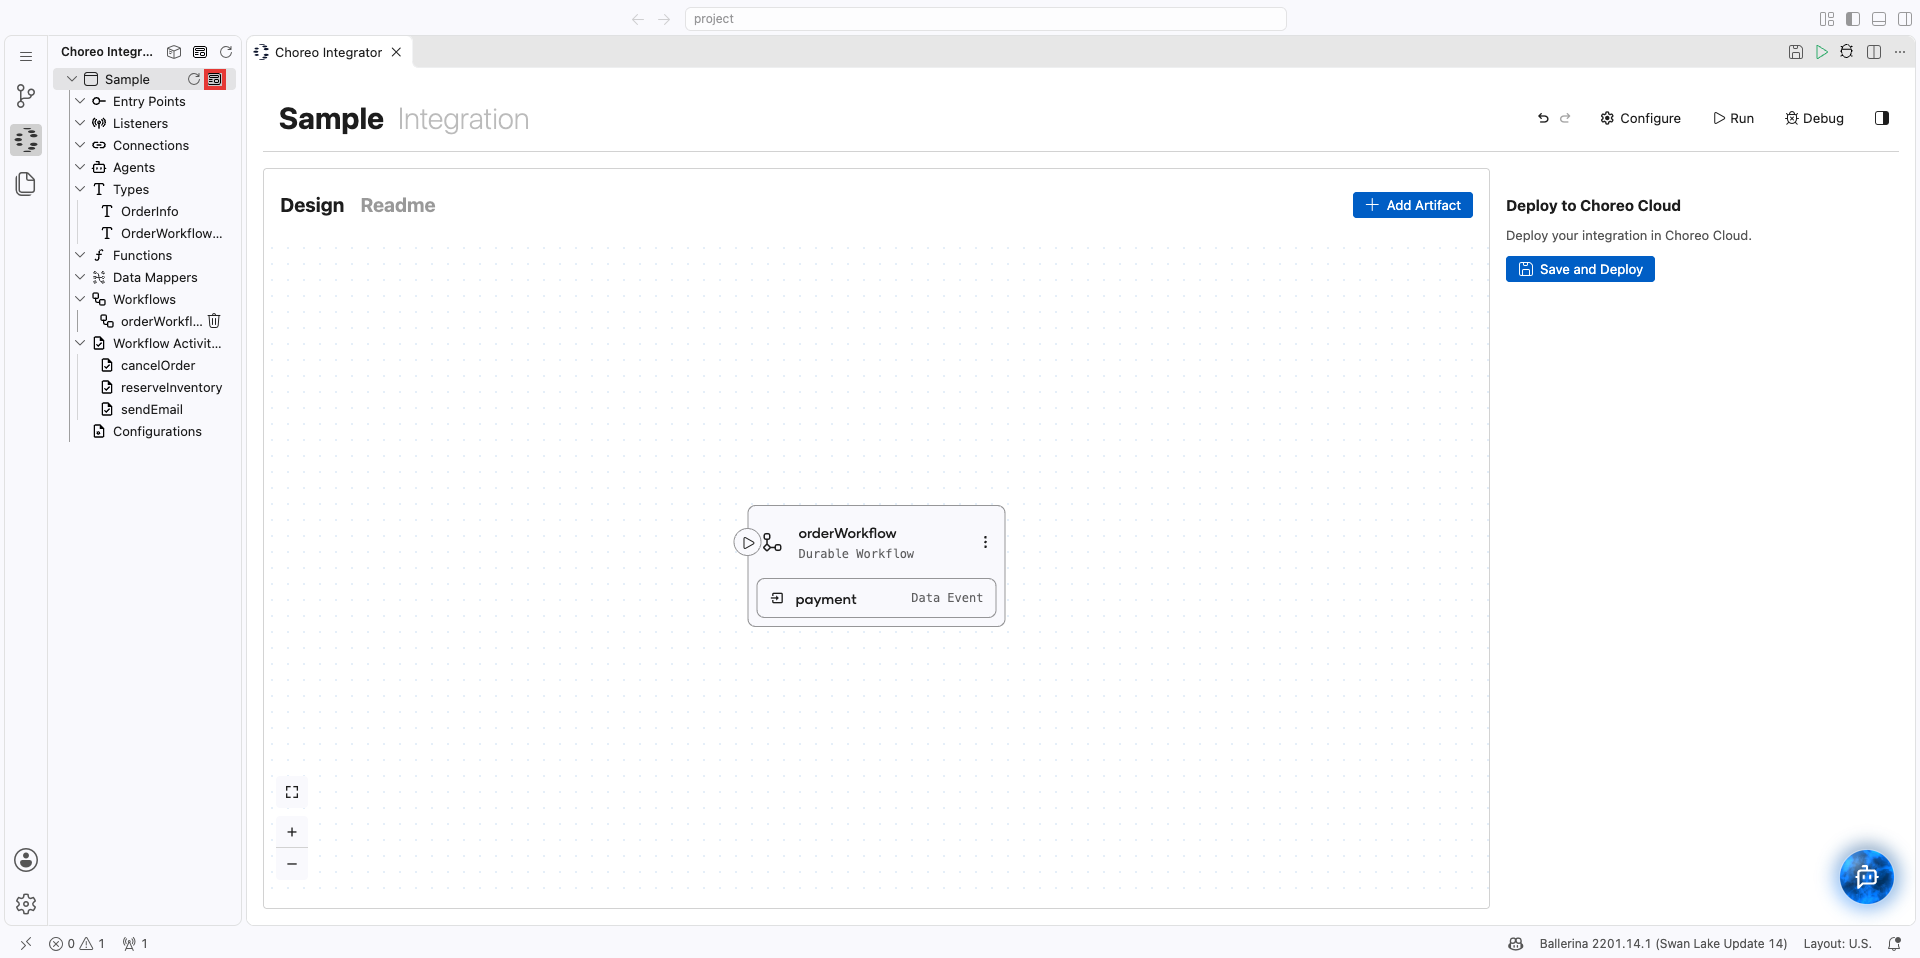 project
Choreo Integr...
Choreo Integrator
Sample
Entry Points
Listeners
Connections
Agents
Types
OrderInfo
OrderWorkflow...
Functions
Data Mappers
Workflows
orderWorkfl...
Workflow Activit...
cancelOrder
reserveInventory
sendEmail
Configurations
Sample Integration
Configure
Run
Debug
Design Readme
Add Artifact
orderWorkflow
Durable Workflow
payment Data Event
Deploy to Choreo Cloud
Deploy your integration in Choreo Cloud.
Save and Deploy
0 1 1
Ballerina 2201.14.1 (Swan Lake Update 14) Layout: U.S.